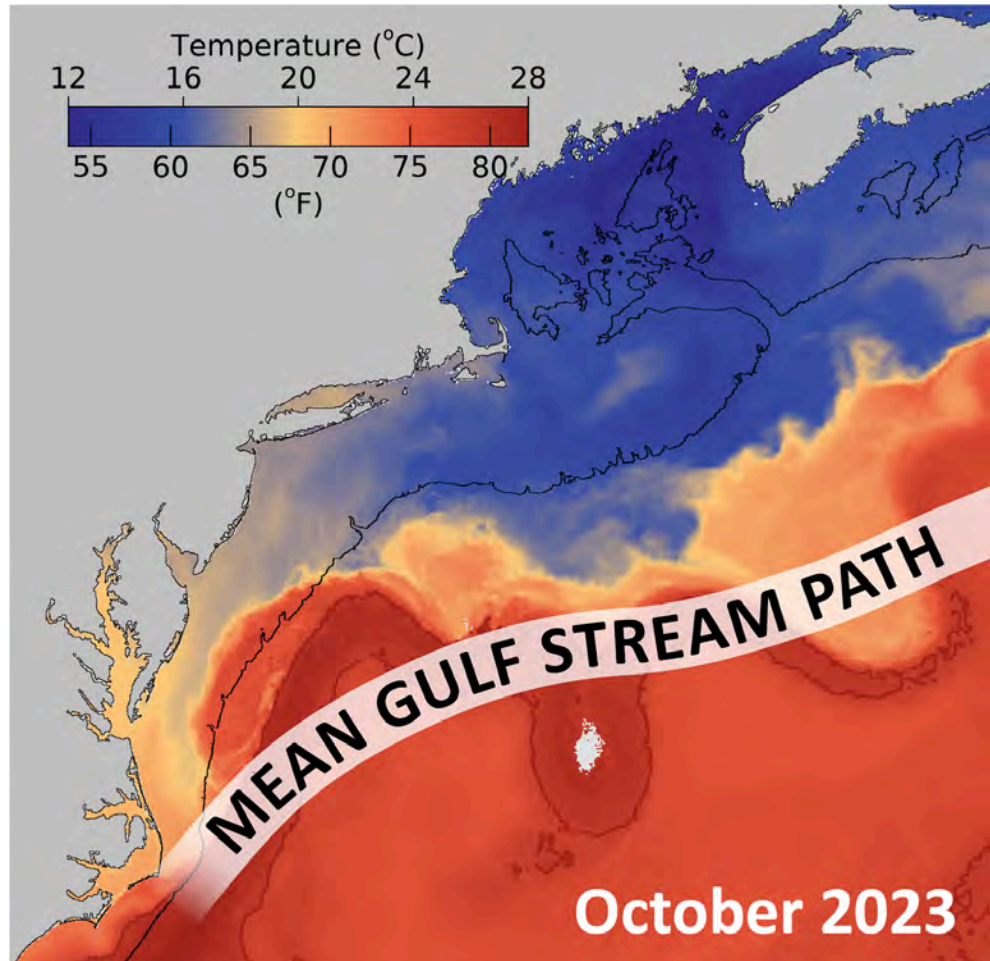 Temperature (°C)
12 16 20 24 28
55 60 65 70 75 80
(°F)
MEAN GULF STREAM PATH
October 2023